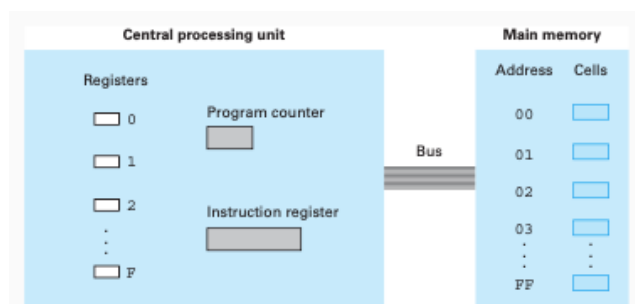 Central processing unit
Registers
0
1
2
F
Program counter
Instruction register
Bus
Main memory
Address Cells
00
01
02
03
FF